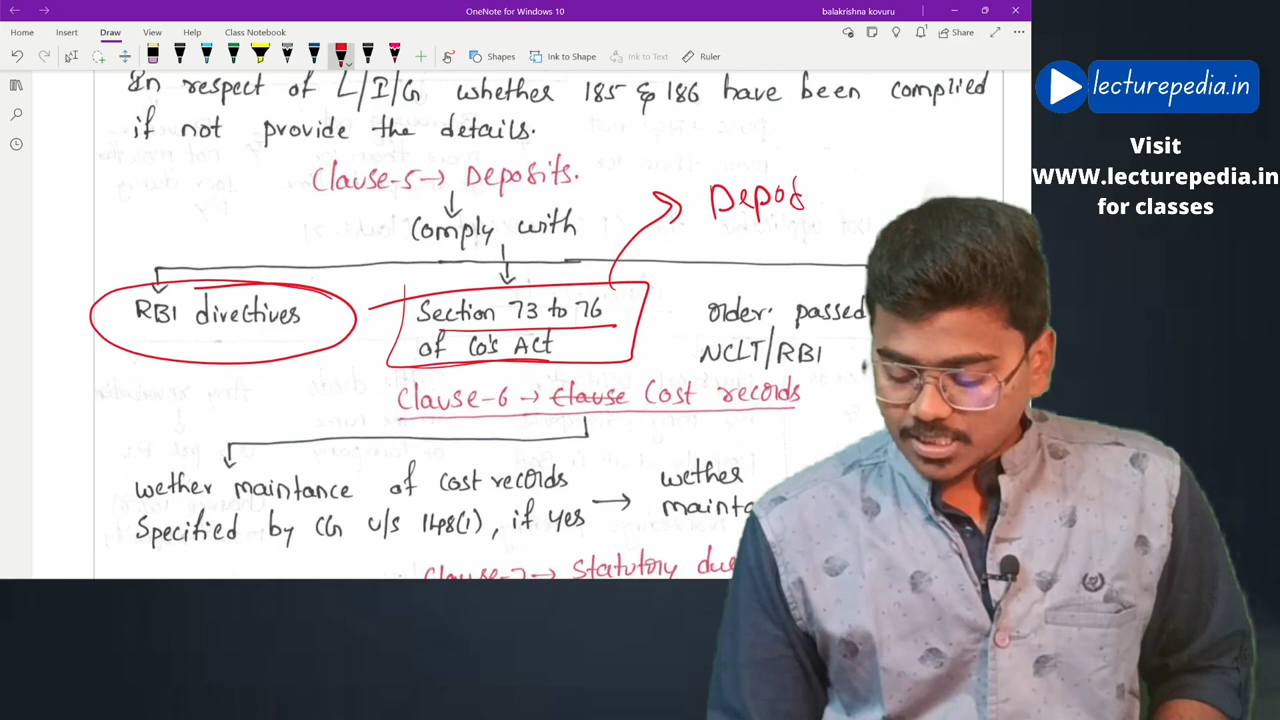 OneNote for Windows 10
balakrishna kovuru
Home Insert Draw View Help Class Notebook
Share
Shapes Ink to Shape Ink to Text Ruler
In respect of L/I/G whether 185 & 186 have been complied
if not provide the details.
Clause-5→ Deposits.
Depos
Comply with
RBI directives
Section 73 to 76
of Co's Act
Order. passed
NCLT/RBI
Clause-6 → Clause Cost records
wether maintance of cost records
Specified by CG u/s 148(1), if yes →
wether
mainta
Clause-7→ Statutory due
lecturepedia.in
Visit
www.lecturepedia.in
for classes